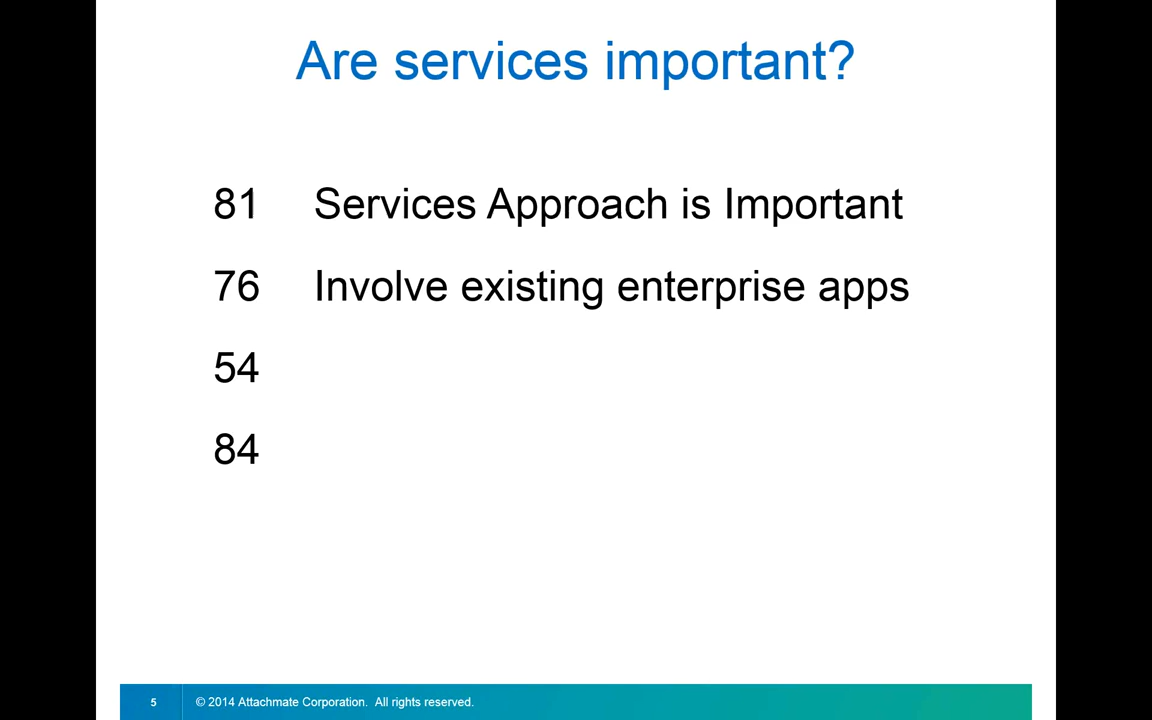 Are services important?
81 Services Approach is Important
76 Involve existing enterprise apps
54
84
5 © 2014 Attachmate Corporation. All rights reserved.